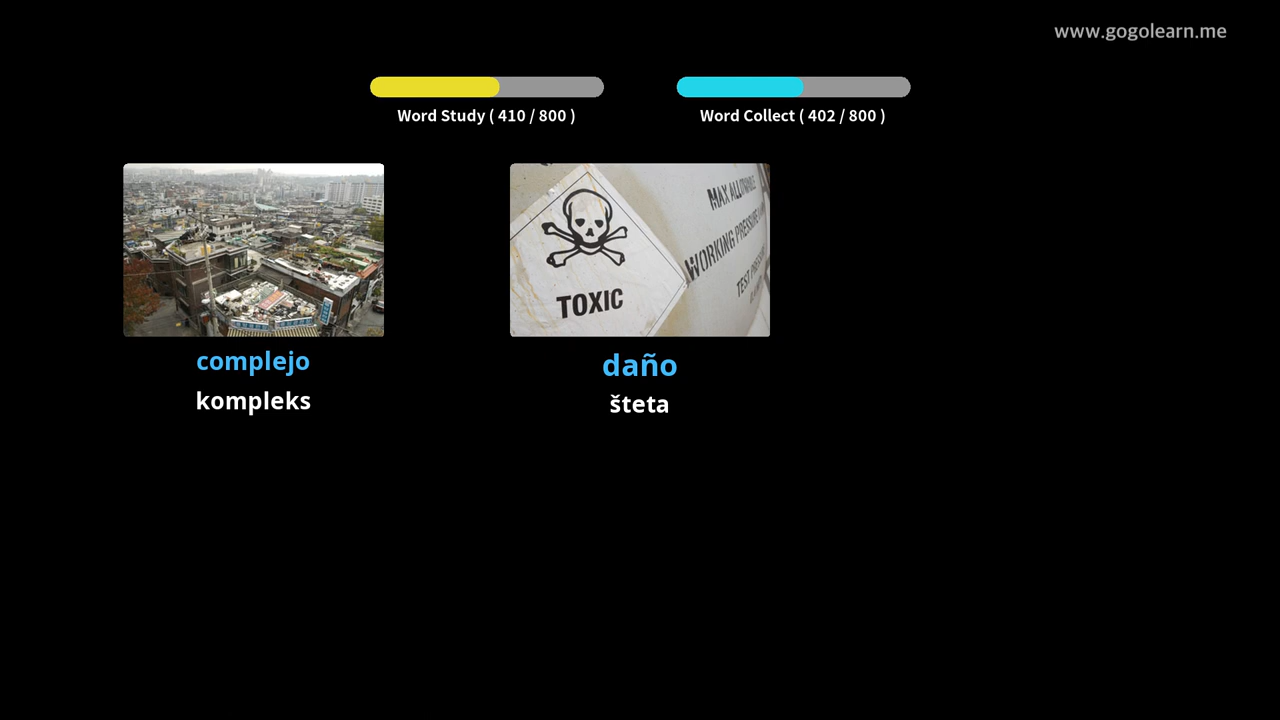 www.gogolearn.me
Word Study ( 410 / 800 )
Word Collect ( 402 / 800 )
MAX ALLOWABLE
WORKING PRESSURE
TEST
TOXIC
complejo
daño
kompleks
šteta